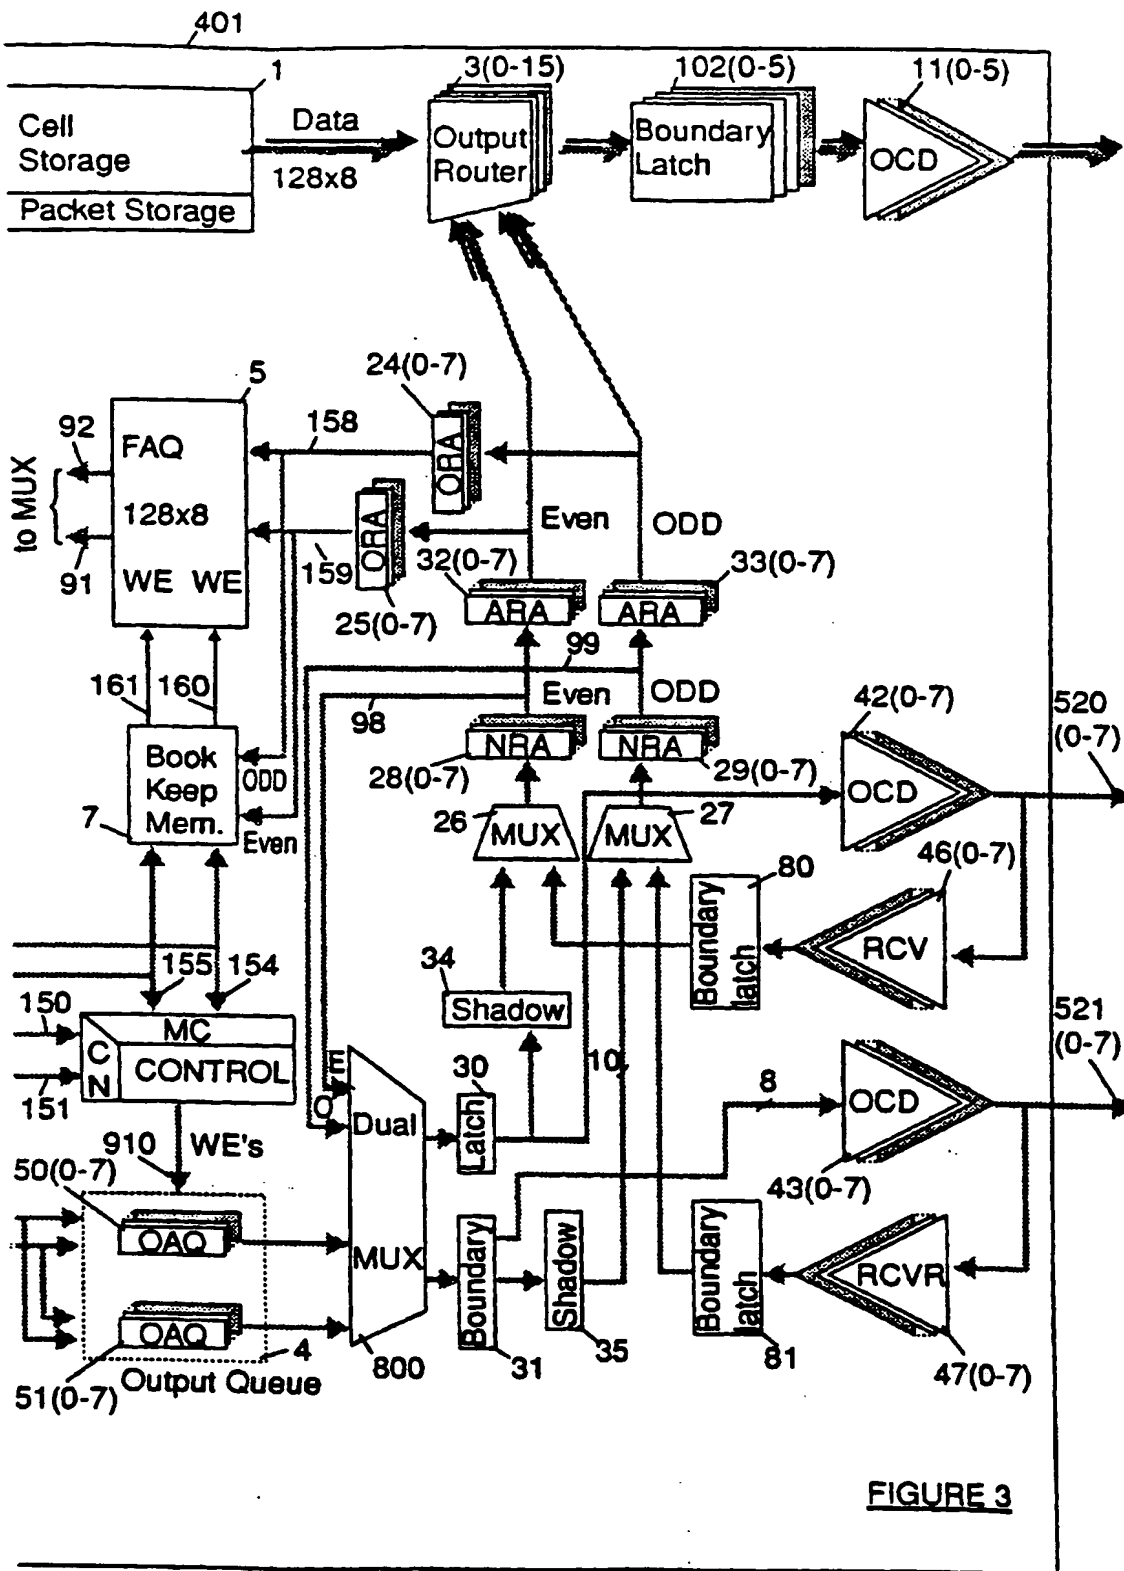 401
1
3(0-15)
102(0-5)
11(0-5)
Cell
Storage
Packet Storage
Data
128x8
Output
Router
Boundary
Latch
OCD
24(0-7)
5
92
158
FAQ
ORA
to MUX
128x8
ORA
Even
ODD
91
WE WE
159
32(0-7)
33(0-7)
25(0-7)
ARA
ARA
99
161
160
Even
ODD
98
42(0-7)
520
(0-7)
NRA
NRA
Book
Keep
Mem.
ODD
28(0-7)
29(0-7)
OCD
7
26
27
Even
MUX
MUX
46(0-7)
80
Boundary
latch
RCV
155
154
34
150
Shadow
521
(0-7)
MC
C
N
CONTROL
151
E
O
30
10
8
Dual
Latch
OCD
910
WE's
50(0-7)
43(0-7)
OAQ
MUX
Boundary
Shadow
Boundary
latch
RCVR
OAQ
4
800
31
35
81
47(0-7)
Output Queue
51(0-7)
FIGURE 3